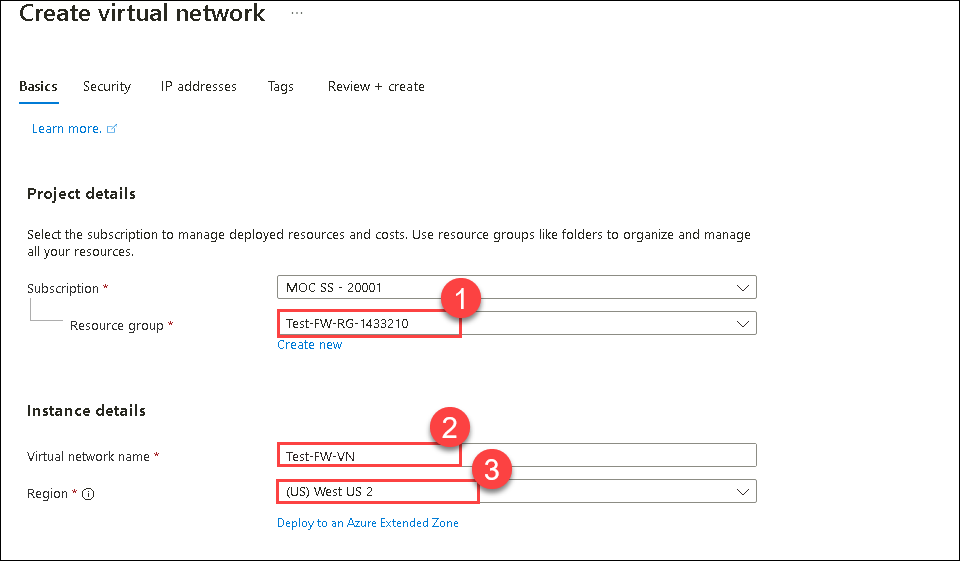 Create virtual network ...
Basics Security IP addresses Tags Review + create
Learn more.
Project details
Select the subscription to manage deployed resources and costs. Use resource groups like folders to organize and manage
all your resources.
Subscription * MOC SS - 20001
1
Resource group * Test-FW-RG-1433210
Create new
Instance details
2
Virtual network name * Test-FW-VN
3
Region * (US) West US 2
Deploy to an Azure Extended Zone